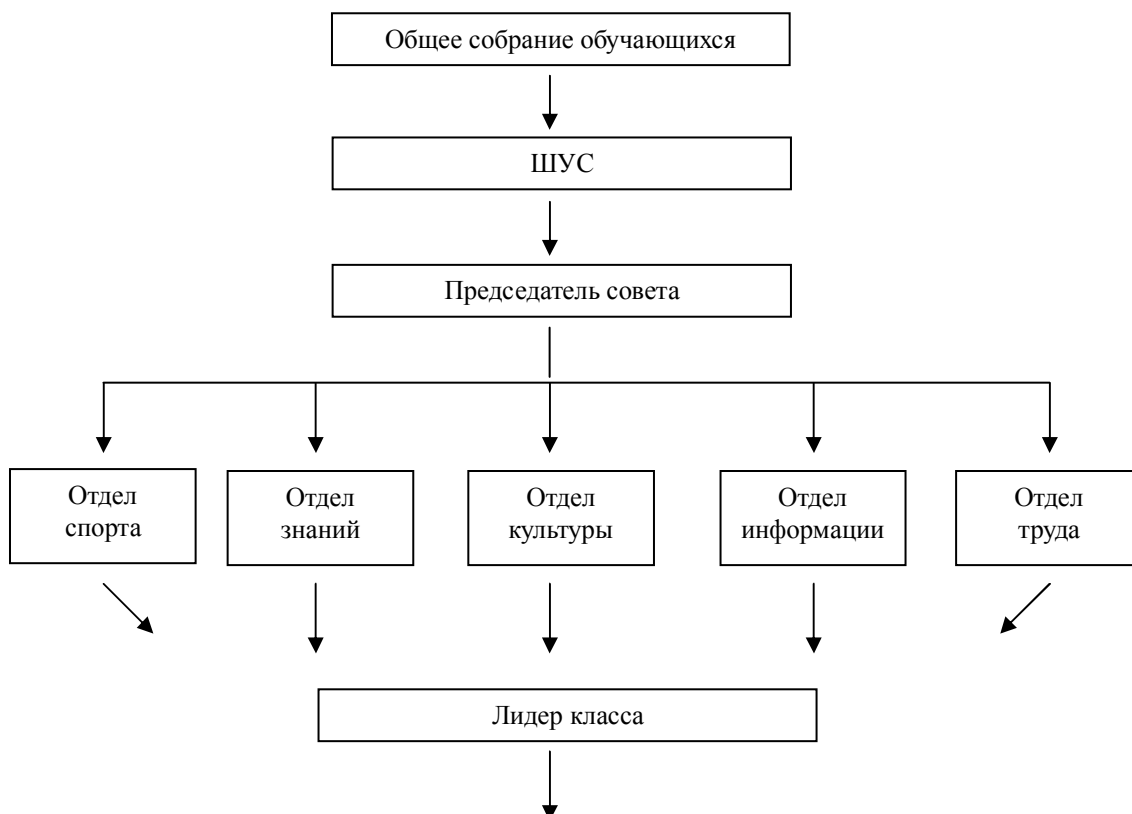 Общее собрание обучающихся
ШУС
Председатель совета
Отдел
спорта
Отдел
знаний
Отдел
культуры
Отдел
информации
Отдел
труда
Лидер класса